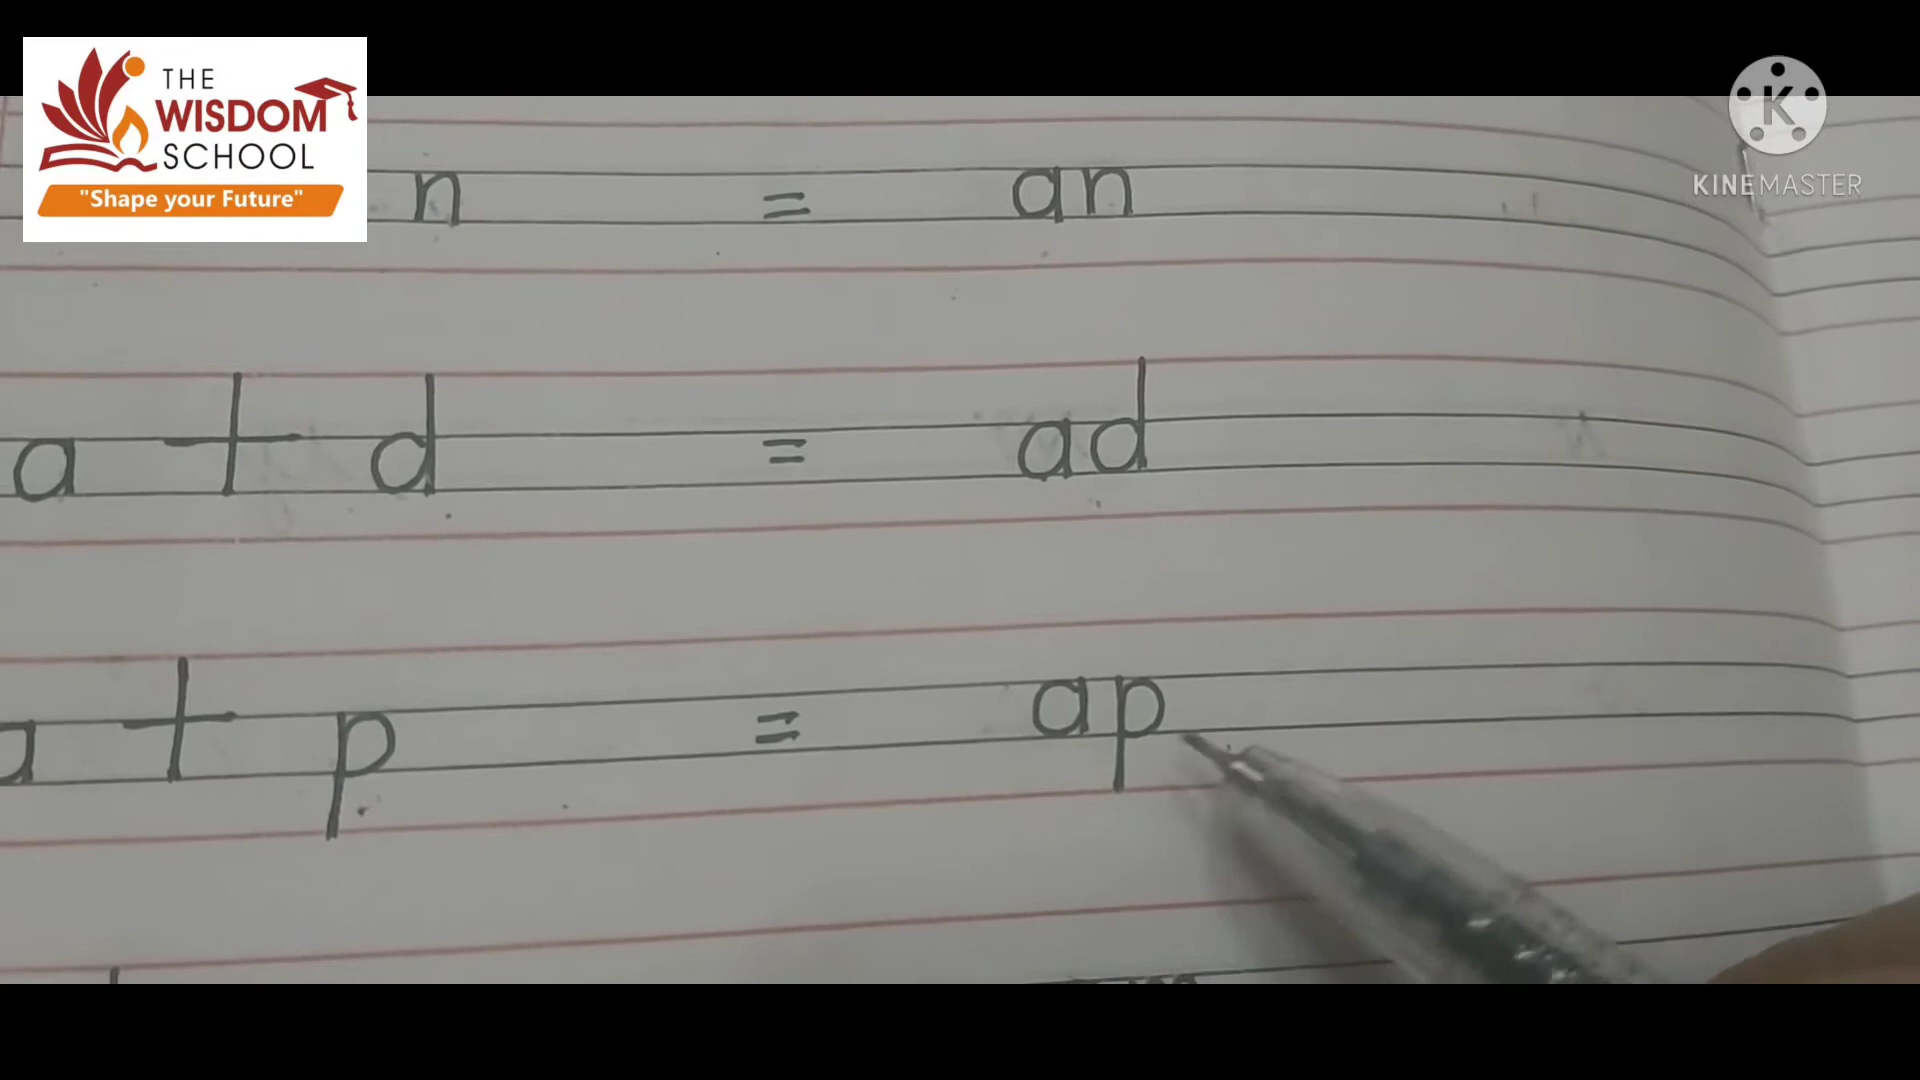 THE
WISDOM
SCHOOL
"Shape your Future"
KINEMASTER
n = an
a + d = ad
a + p = ap